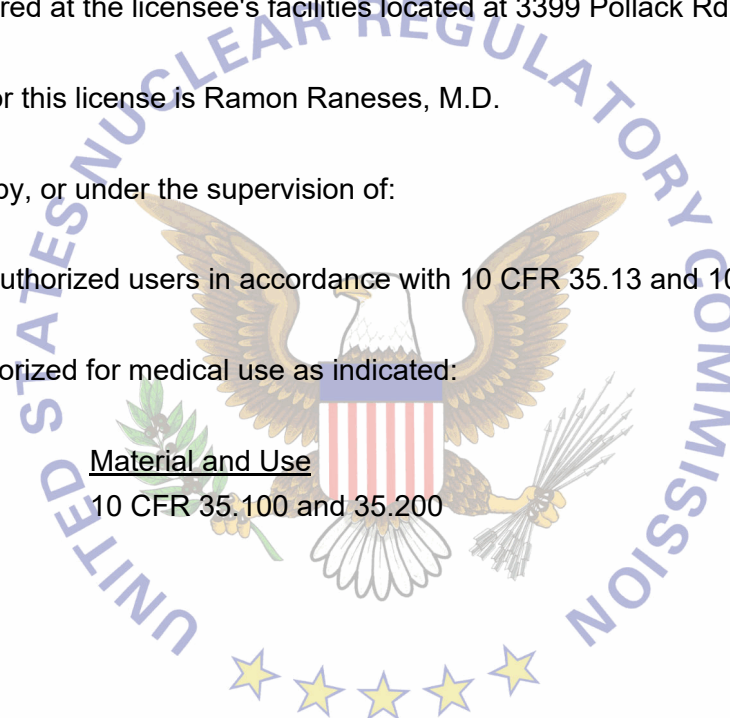 red at the licensee's facilities located at 3399 Pollack Rd
r this license is Ramon Raneses, M.D.
by, or under the supervision of:
uthorized users in accordance with 10 CFR 35.13 and 10
orized for medical use as indicated:
Material and Use
10 CFR 35.100 and 35.200
UNITED STATES NUCLEAR REGULATORY COMMISSION